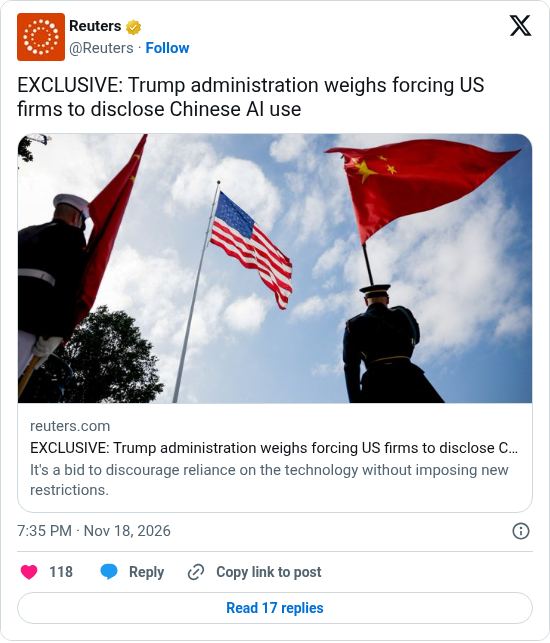 Reuters
@Reuters · Follow
EXCLUSIVE: Trump administration weighs forcing US
firms to disclose Chinese AI use
reuters.com
EXCLUSIVE: Trump administration weighs forcing US firms to disclose C...
It's a bid to discourage reliance on the technology without imposing new
restrictions.
7:35 PM · Nov 18, 2026
118 Reply Copy link to post
Read 17 replies